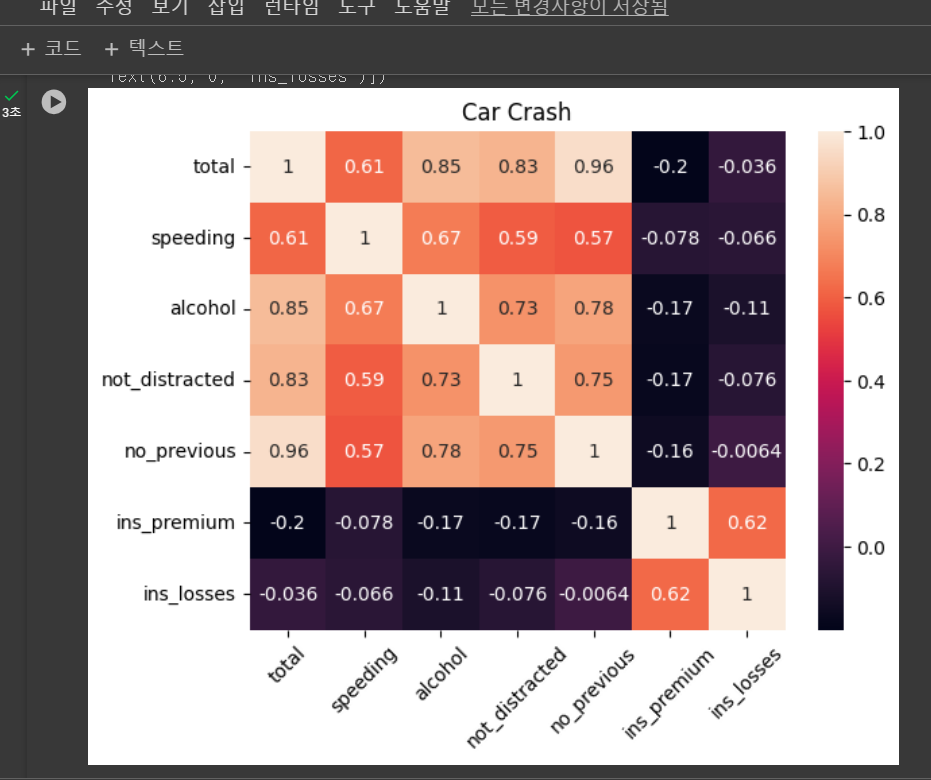 파일 수정 보기 삽입 런타임 도구 도움말 모든 변경사항이 저장됨
+ 코드 + 텍스트
Text(6.5, 0, 'ins_losses')])
3초
Car Crash
total 1 0.61 0.85 0.83 0.96 -0.2 -0.036
speeding 0.61 1 0.67 0.59 0.57 -0.078 -0.066
alcohol 0.85 0.67 1 0.73 0.78 -0.17 -0.11
not_distracted 0.83 0.59 0.73 1 0.75 -0.17 -0.076
no_previous 0.96 0.57 0.78 0.75 1 -0.16 -0.0064
ins_premium -0.2 -0.078 -0.17 -0.17 -0.16 1 0.62
ins_losses -0.036 -0.066 -0.11 -0.076 -0.0064 0.62 1
total speeding alcohol not_distracted no_previous ins_premium ins_losses
1.0
0.8
0.6
0.4
0.2
0.0